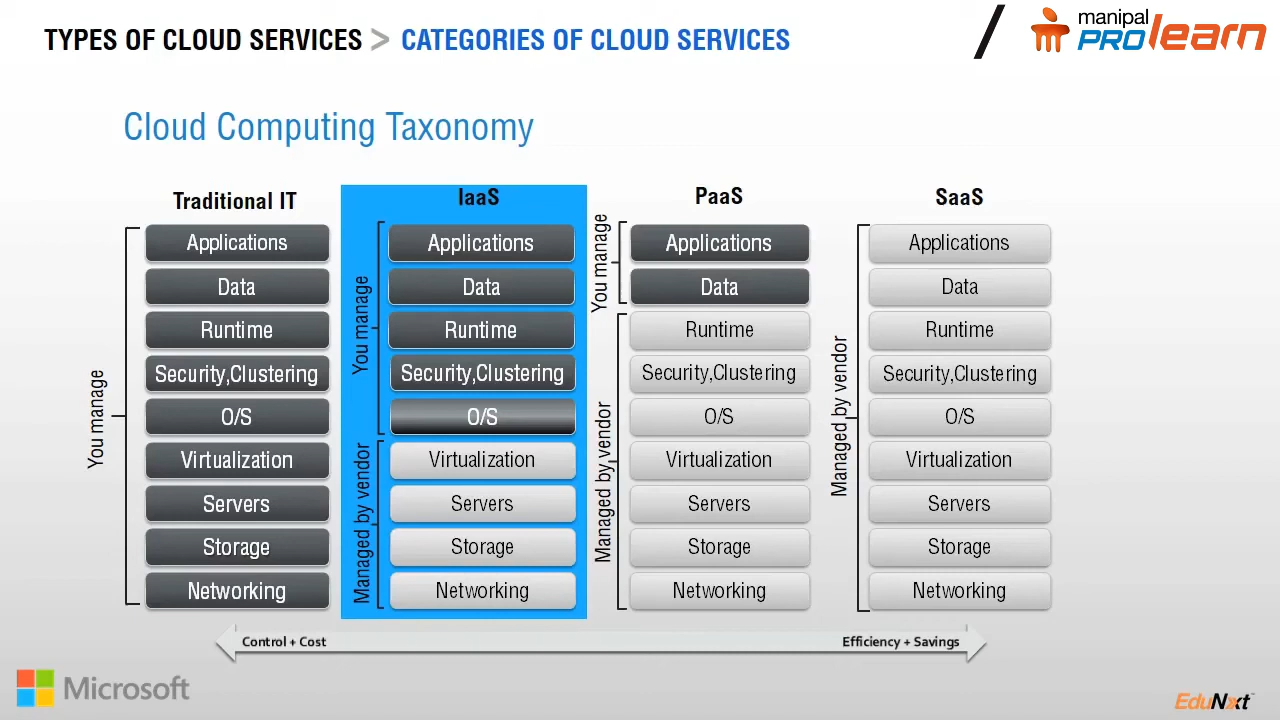 TYPES OF CLOUD SERVICES > CATEGORIES OF CLOUD SERVICES
manipal
PROlearn
Cloud Computing Taxonomy
Traditional IT
You manage
Applications
Data
Runtime
Security,Clustering
O/S
Virtualization
Servers
Storage
Networking
IaaS
You manage
Applications
Data
Runtime
Security,Clustering
O/S
Managed by vendor
Virtualization
Servers
Storage
Networking
PaaS
You manage
Applications
Data
Managed by vendor
Runtime
Security,Clustering
O/S
Virtualization
Servers
Storage
Networking
SaaS
Managed by vendor
Applications
Data
Runtime
Security,Clustering
O/S
Virtualization
Servers
Storage
Networking
Control + Cost
Efficiency + Savings
Microsoft
EduNxt